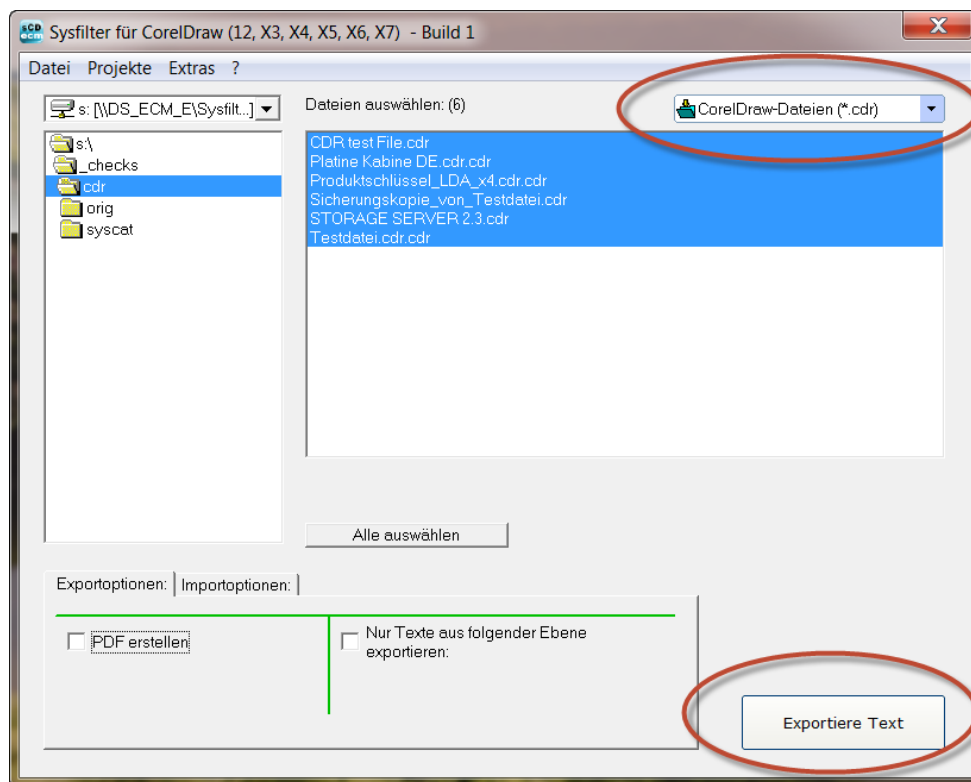 sCD
ecm
Sysfilter für CorelDraw (12, X3, X4, X5, X6, X7) - Build 1
Datei Projekte Extras ?
s: [\\DS_ECM_E\Sysfilt...]
Dateien auswählen: (6)
CorelDraw-Dateien (*.cdr)
s:\
_checks
cdr
orig
syscat
CDR test File.cdr
Platine Kabine DE.cdr.cdr
Produktschlüssel_LDA_x4.cdr.cdr
Sicherungskopie_von_Testdatei.cdr
STORAGE SERVER 2.3.cdr
Testdatei.cdr.cdr
Alle auswählen
Exportoptionen: Importoptionen:
PDF erstellen
Nur Texte aus folgender Ebene
exportieren:
Exportiere Text